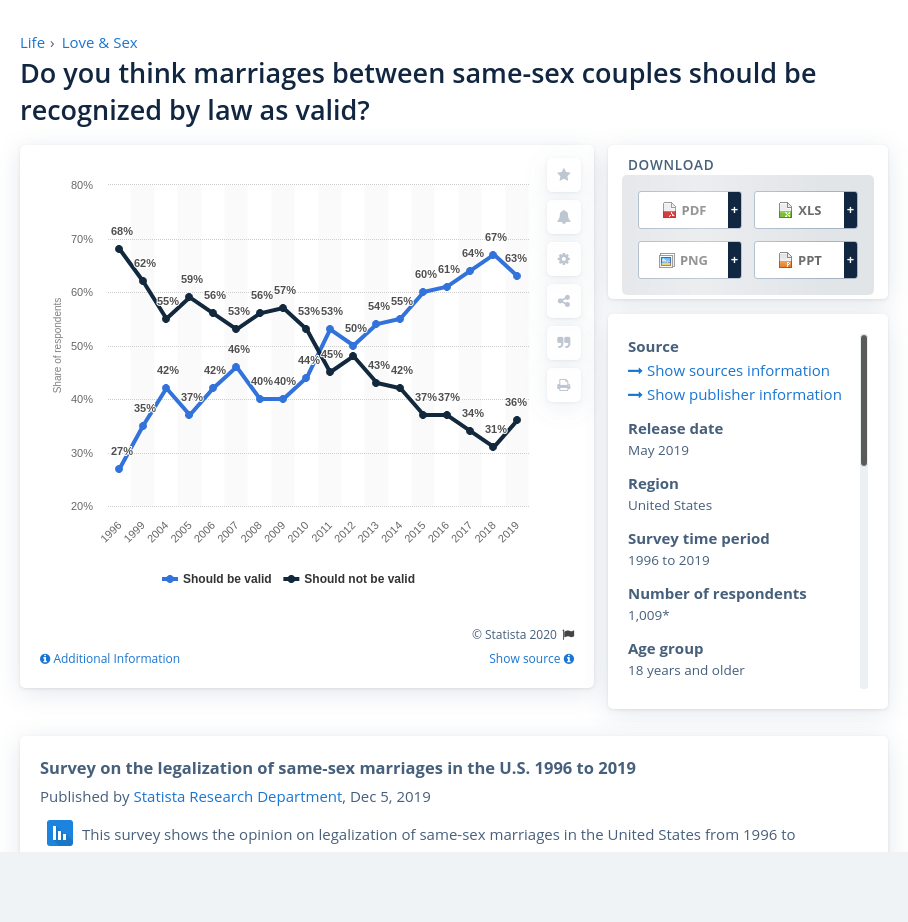 Life › Love & Sex
Do you think marriages between same-sex couples should be
recognized by law as valid?
80%
70%
60%
50%
40%
30%
20%
Share of respondents
68%
62%
55%
59%
56%
53%
56%
57%
53%
45%
43%
42%
37%
37%
34%
31%
36%
27%
35%
42%
37%
42%
46%
40%
40%
44%
53%
50%
54%
55%
60%
61%
64%
67%
63%
1996
1999
2004
2005
2006
2007
2008
2009
2010
2011
2012
2013
2014
2015
2016
2017
2018
2019
Should be valid
Should not be valid
© Statista 2020
Additional Information
Show source
DOWNLOAD
PDF +
XLS +
PNG +
PPT +
Source
Show sources information
Show publisher information
Release date
May 2019
Region
United States
Survey time period
1996 to 2019
Number of respondents
1,009*
Age group
18 years and older
Survey on the legalization of same-sex marriages in the U.S. 1996 to 2019
Published by Statista Research Department, Dec 5, 2019
This survey shows the opinion on legalization of same-sex marriages in the United States from 1996 to